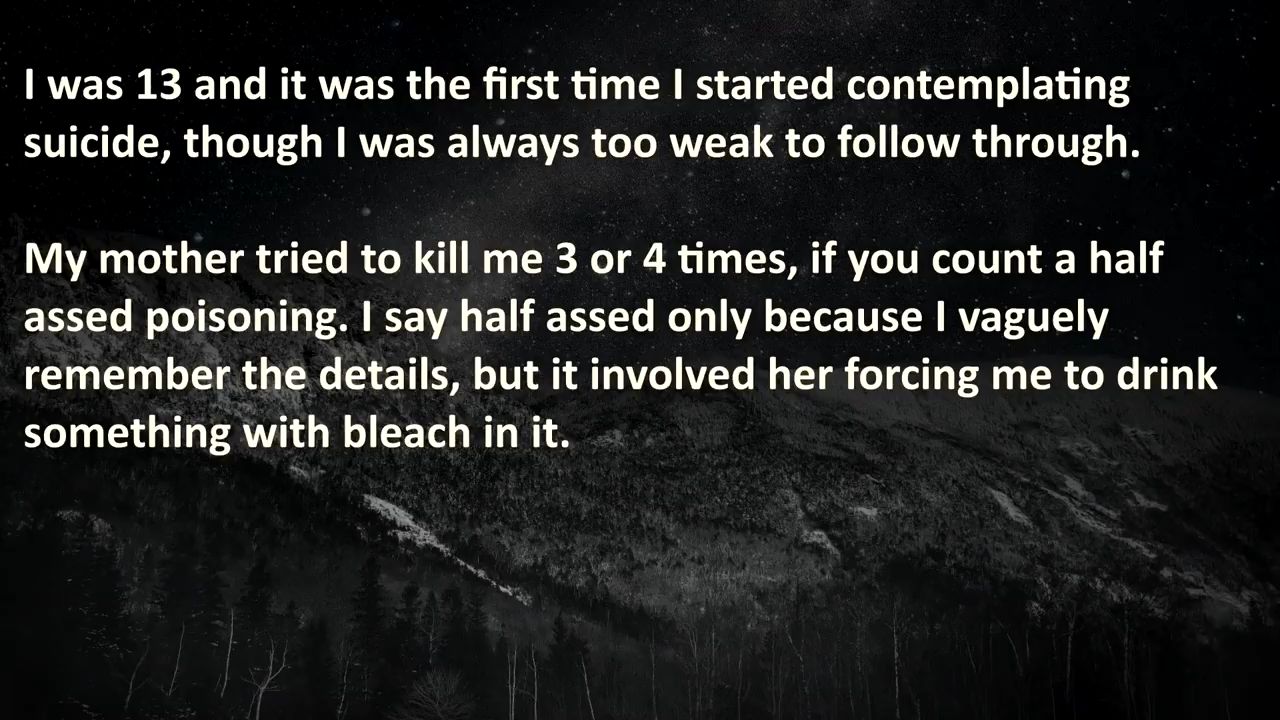 I was 13 and it was the first time I started contemplating
suicide, though I was always too weak to follow through.
My mother tried to kill me 3 or 4 times, if you count a half
assed poisoning. I say half assed only because I vaguely
remember the details, but it involved her forcing me to drink
something with bleach in it.